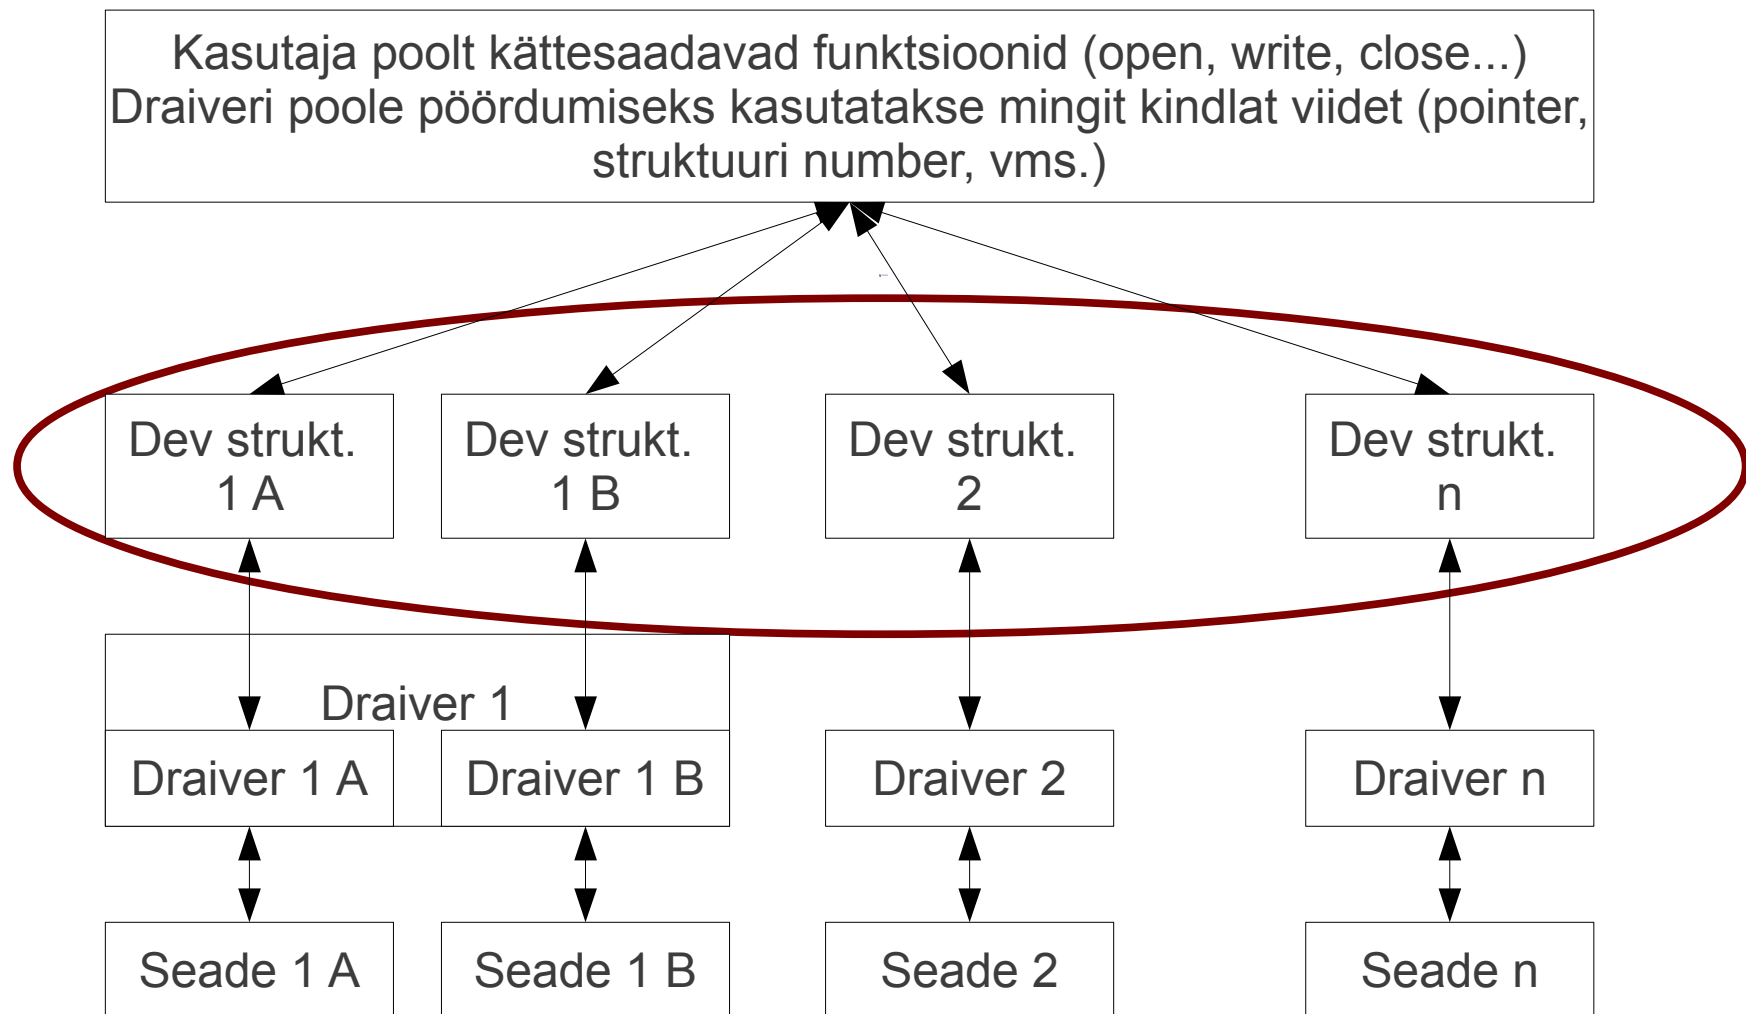 Kasutaja poolt kättesaadavad funktsioonid (open, write, close...)
Draiveri poole pöördumiseks kasutatakse mingit kindlat viidet (pointer,
struktuuri number, vms.)
Dev strukt.
1 A
Dev strukt.
1 B
Dev strukt.
2
Dev strukt.
n
Draiver 1
Draiver 1 A
Draiver 1 B
Draiver 2
Draiver n
Seade 1 A
Seade 1 B
Seade 2
Seade n